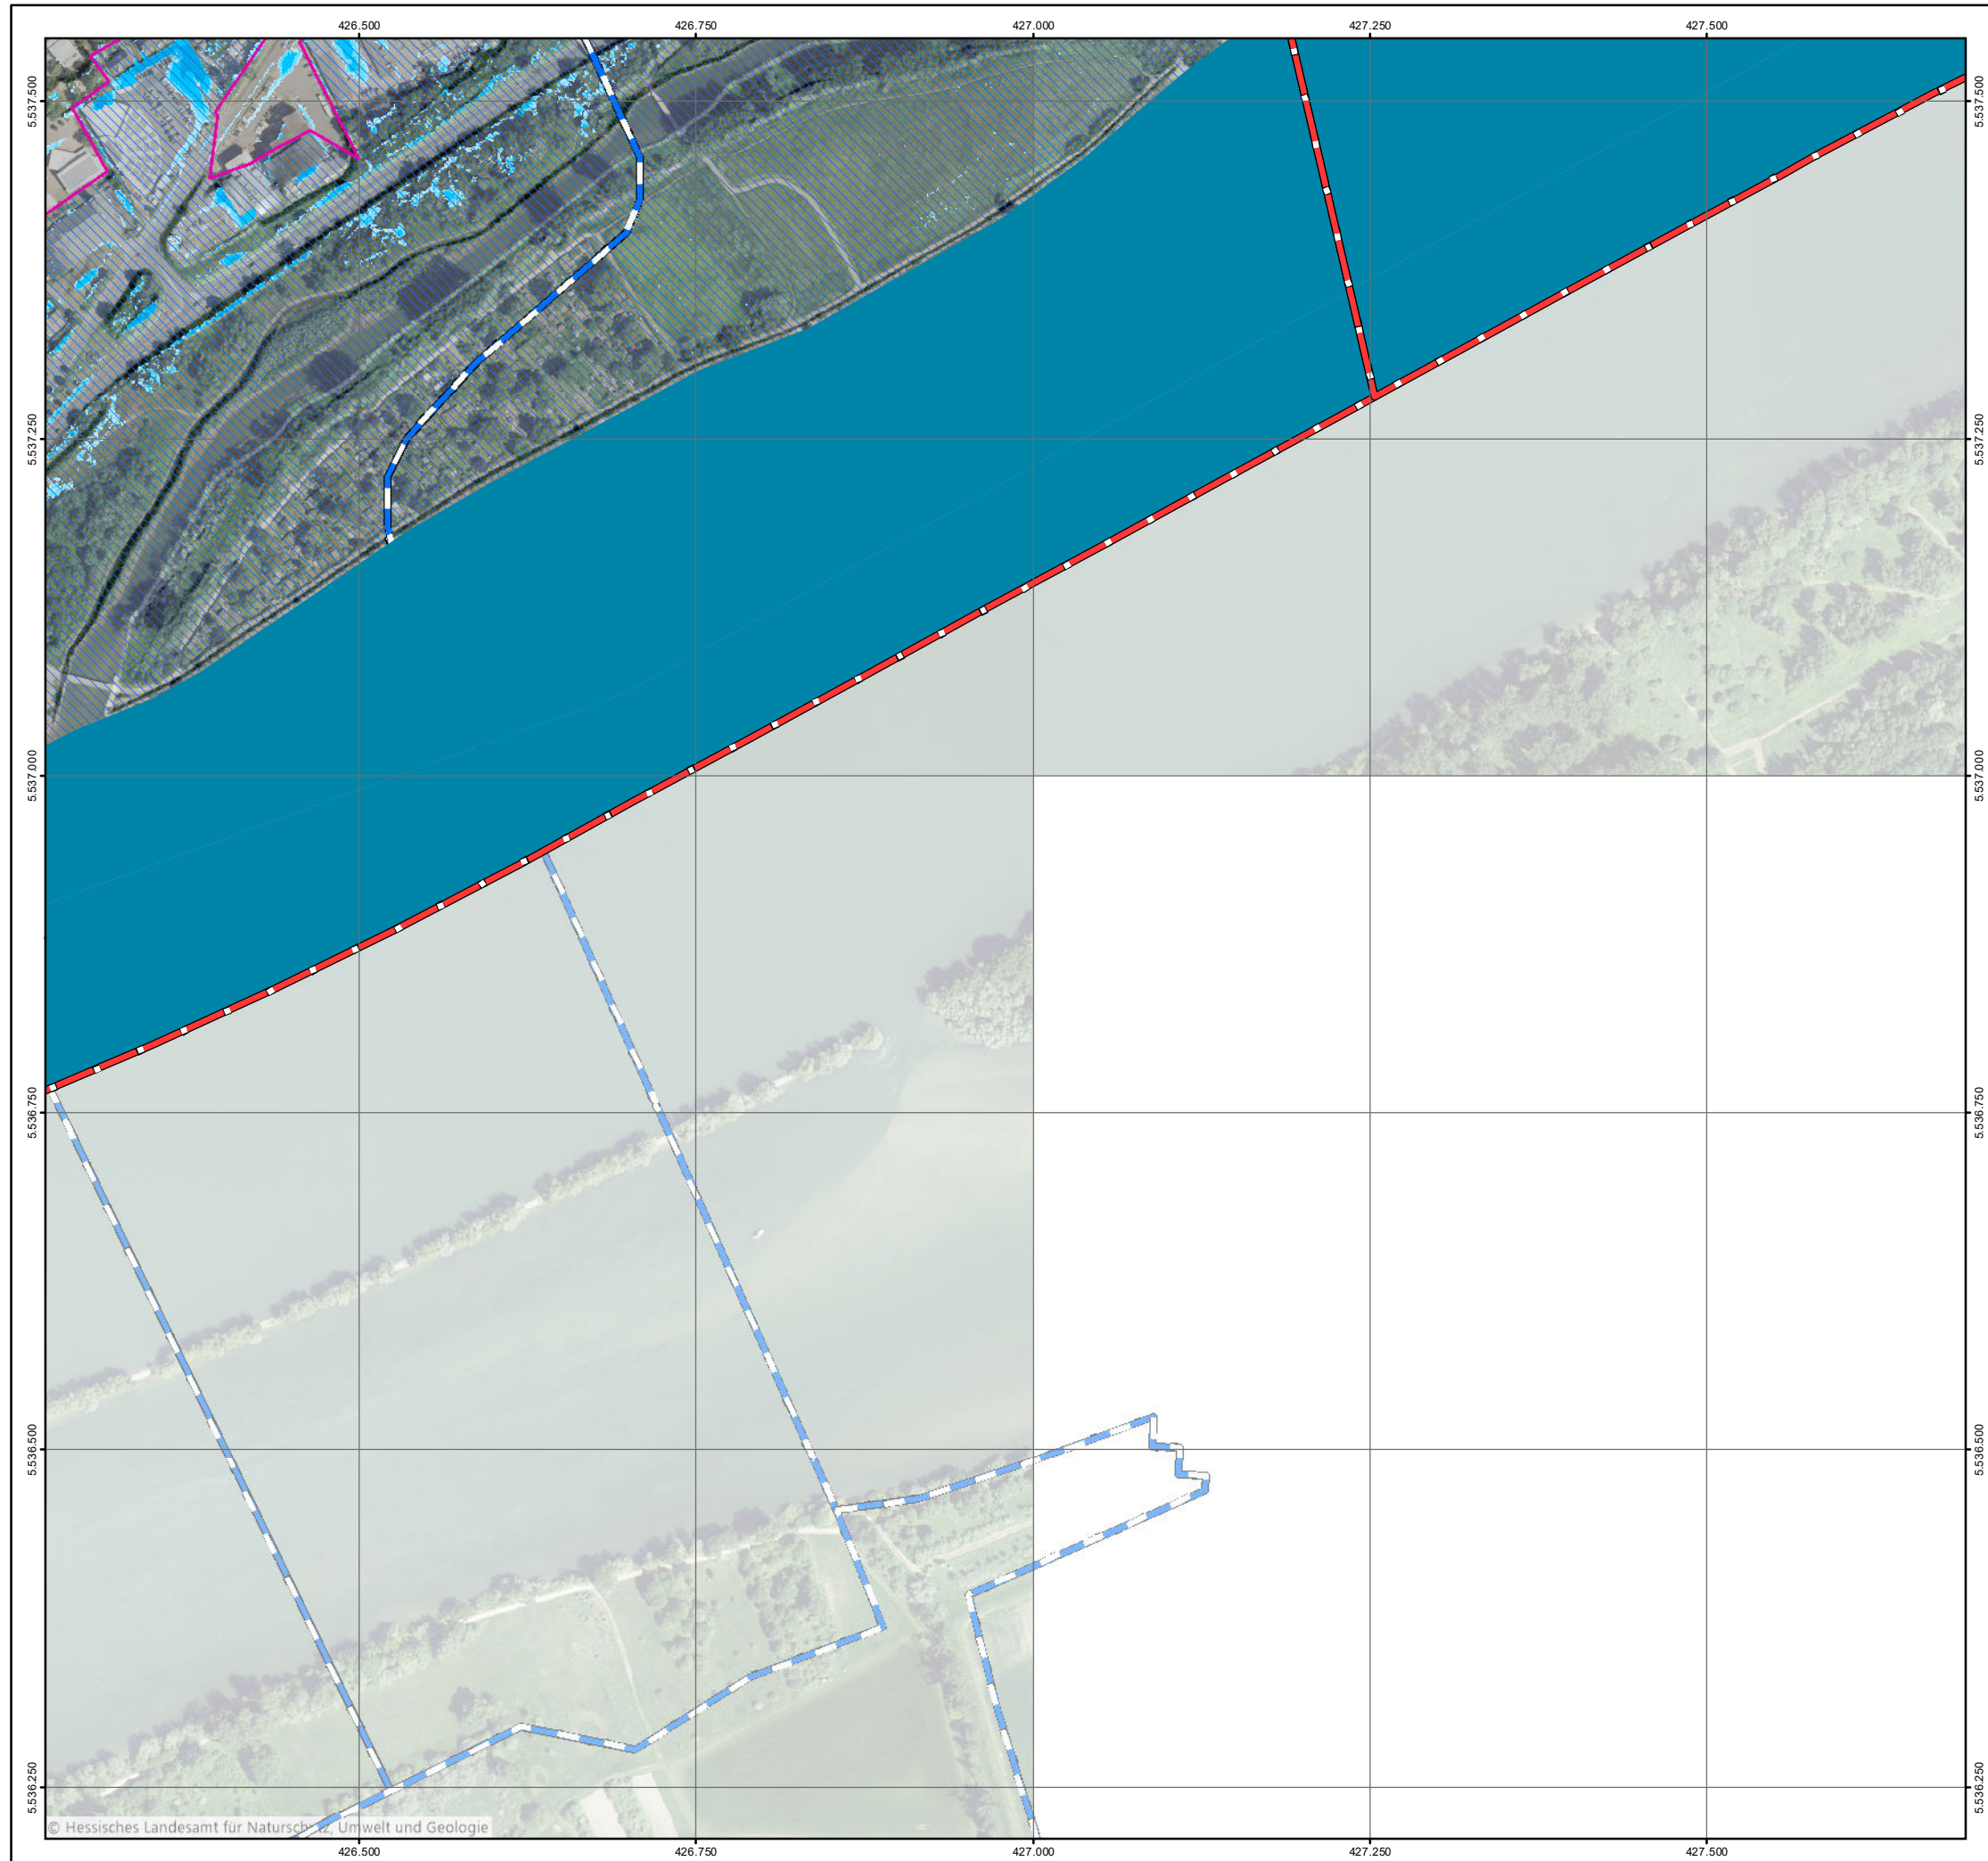 426.500 426.750 427.000 427.250 427.500
5.537.500 5.537.500
5.537.250 5.537.250
5.537.000 5.537.000
5.536.750 5.536.750
5.536.500 5.536.500
5.536.250 5.536.250
© Hessisches Landesamt für Naturschutz, Umwelt und Geologie
426.500 426.750 427.000 427.250 427.500